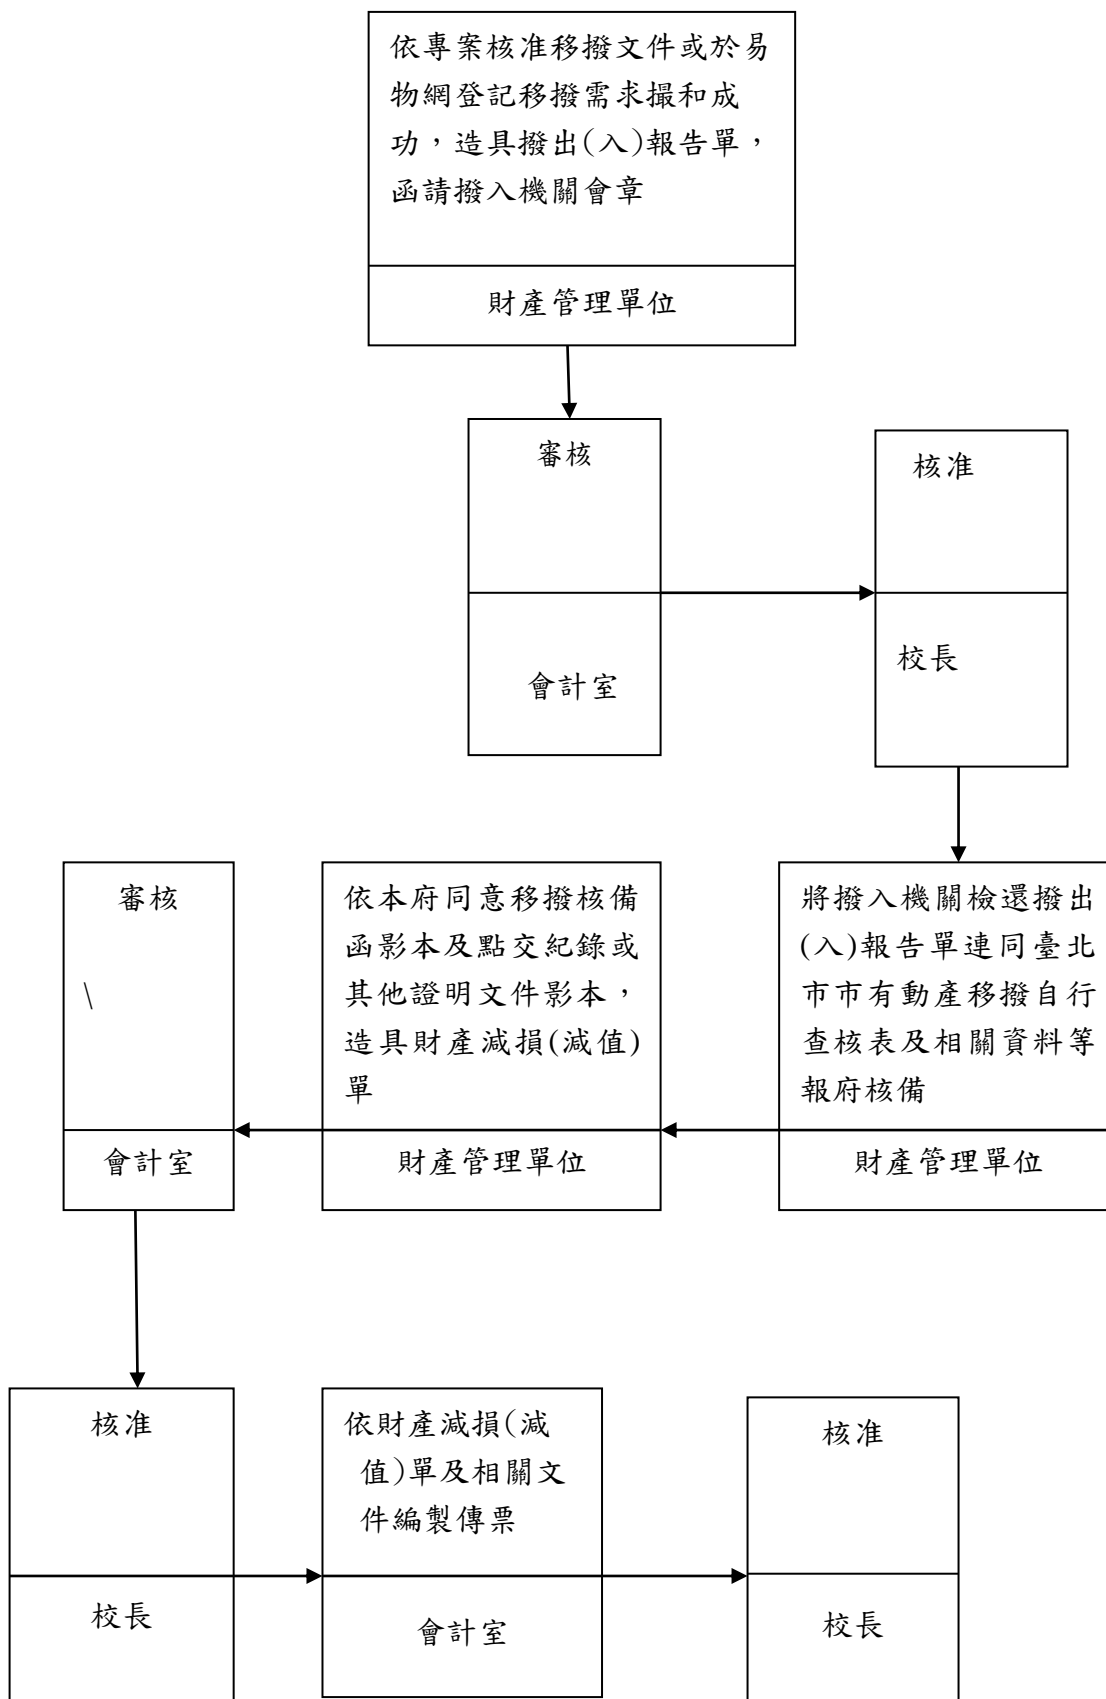 依專案核准移撥文件或於易
物網登記移撥需求撮和成
功，造具撥出(入)報告單，
函請撥入機關會章
財產管理單位
審核
會計室
核准
校長
將撥入機關檢還撥出
(入)報告單連同臺北
市市有動產移撥自行
查核表及相關資料等
報府核備
財產管理單位
依本府同意移撥核備
函影本及點交紀錄或
其他證明文件影本，
造具財產減損(減值)
單
財產管理單位
審核
\
會計室
核准
校長
依財產減損(減
值)單及相關文
件編製傳票
會計室
核准
校長